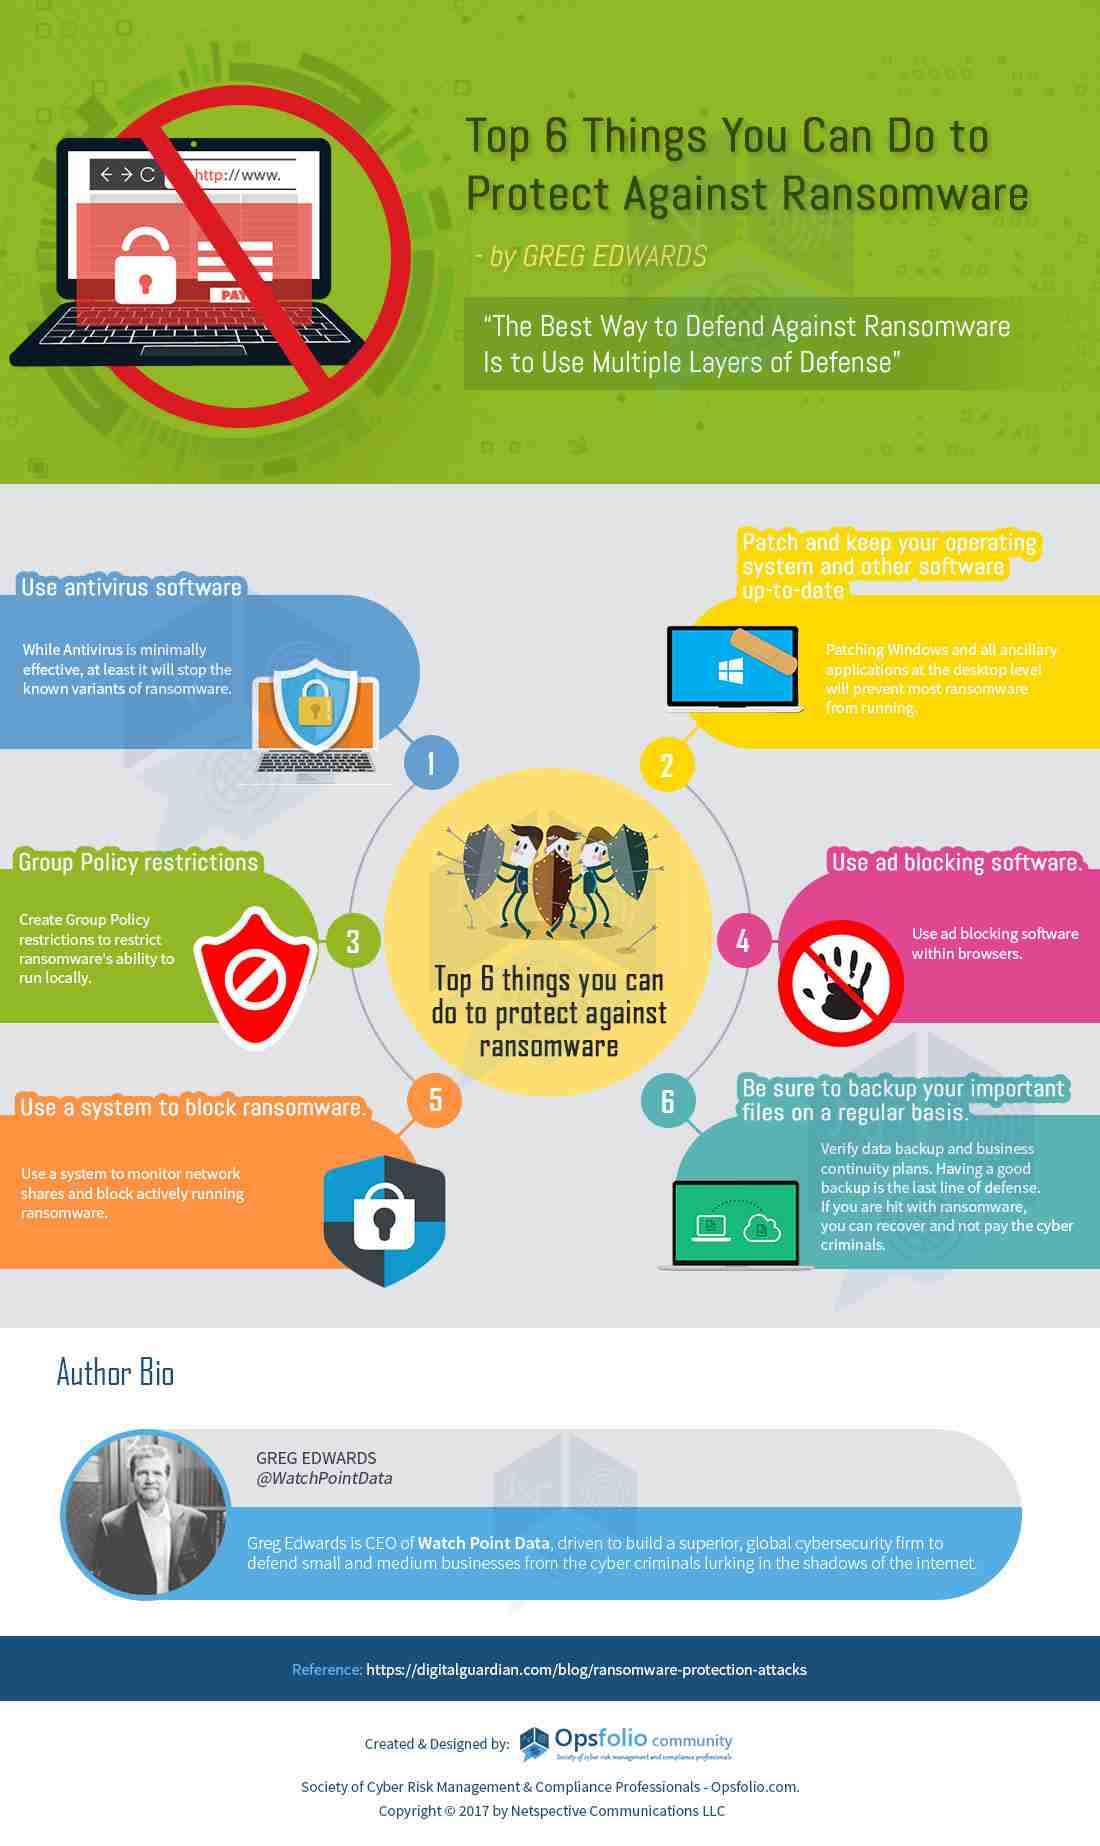 http://www.
PAY
Top 6 Things You Can Do to
Protect Against Ransomware
- by GREG EDWARDS
“The Best Way to Defend Against Ransomware
Is to Use Multiple Layers of Defense”
Use antivirus software
While Antivirus is minimally
effective, at least it will stop the
known variants of ransomware.
1
Patch and keep your operating
system and other software
up-to-date
Patching Windows and all ancillary
applications at the desktop level
will prevent most ransomware
from running.
2
Group Policy restrictions
Create Group Policy
restrictions to restrict
ransomware's ability to
run locally.
3
Use ad blocking software.
Use ad blocking software
within browsers.
4
Top 6 things you can
do to protect against
ransomware
Use a system to block ransomware.
Use a system to monitor network
shares and block actively running
ransomware.
5
Be sure to backup your important
files on a regular basis.
Verify data backup and business
continuity plans. Having a good
backup is the last line of defense.
If you are hit with ransomware,
you can recover and not pay the cyber
criminals.
6
Author Bio
GREG EDWARDS
@WatchPointData
Greg Edwards is CEO of Watch Point Data, driven to build a superior, global cybersecurity firm to
defend small and medium businesses from the cyber criminals lurking in the shadows of the internet.
Reference: https://digitalguardian.com/blog/ransomware-protection-attacks
Created & Designed by: Opsfolio community
Society of cyber risk management and compliance professionals
Society of Cyber Risk Management & Compliance Professionals - Opsfolio.com.
Copyright © 2017 by Netspective Communications LLC